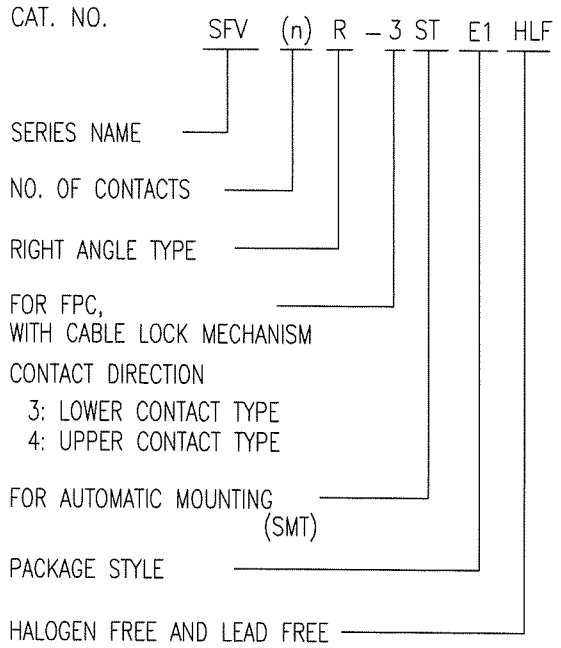 CAT. NO. SFV (n) R - 3 ST E1 HLF
SERIES NAME
NO. OF CONTACTS
RIGHT ANGLE TYPE
FOR FPC,
WITH CABLE LOCK MECHANISM
CONTACT DIRECTION
3: LOWER CONTACT TYPE
4: UPPER CONTACT TYPE
FOR AUTOMATIC MOUNTING
(SMT)
PACKAGE STYLE
HALOGEN FREE AND LEAD FREE